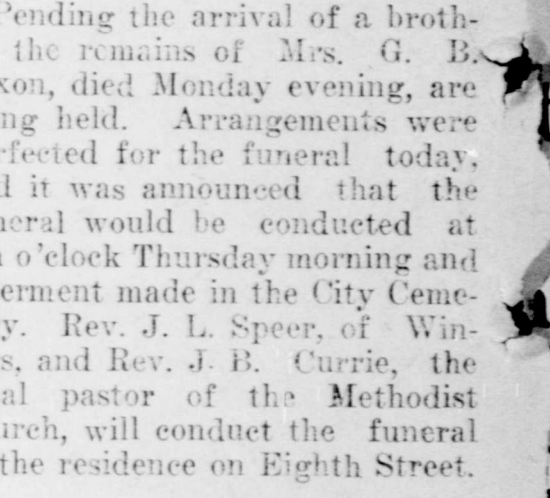 Pending the arrival of a broth-
the remains of Mrs. G. B.
xon, died Monday evening, are
ng held. Arrangements were
rfected for the funeral today,
d it was announced that the
neral would be conducted at
o'clock Thursday morning and
erment made in the City Ceme-
y. Rev. J. L. Speer, of Win-
s, and Rev. J. B. Currie, the
al pastor of the Methodist
urch, will conduct the funeral
the residence on Eighth Street.